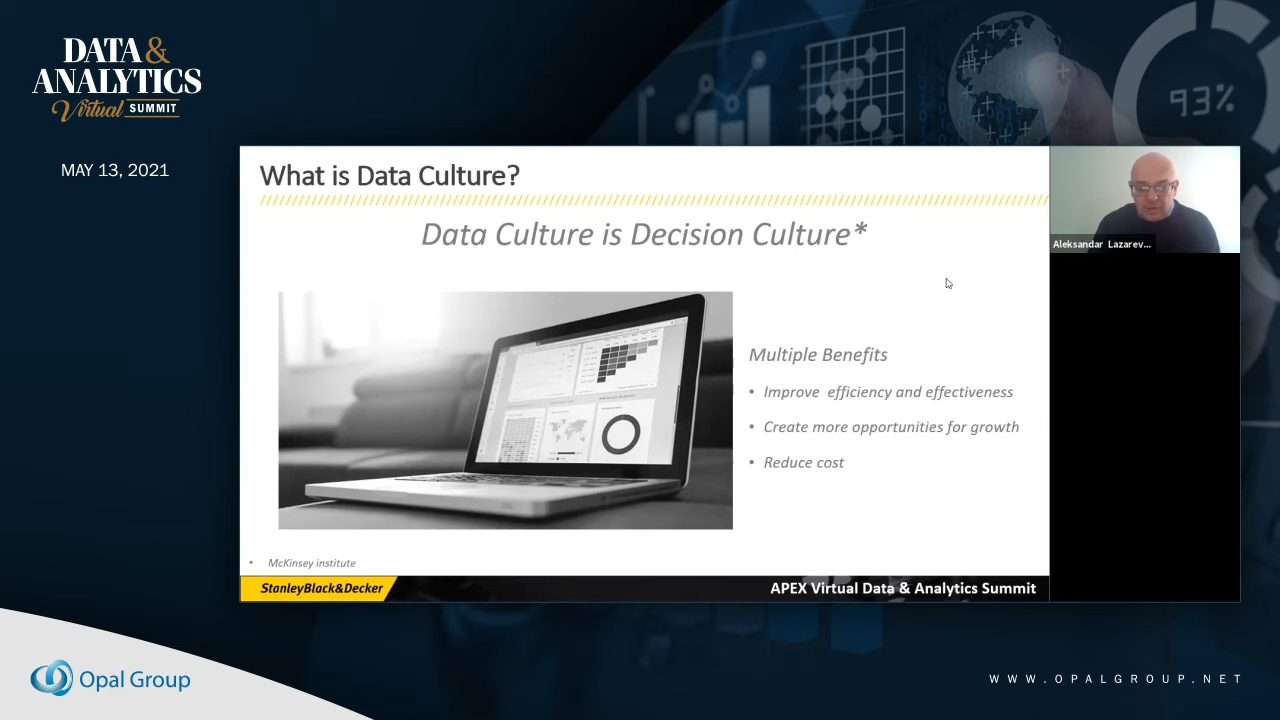 DATA &
ANALYTICS
Virtual SUMMIT
MAY 13, 2021
93%
What is Data Culture?
Data Culture is Decision Culture*
Multiple Benefits
• Improve  efficiency and effectiveness
• Create more opportunities for growth
• Reduce cost
• McKinsey institute
StanleyBlack&Decker
APEX Virtual Data & Analytics Summit
Aleksandar Lazarev...
Opal Group
WWW.OPALGROUP.NET